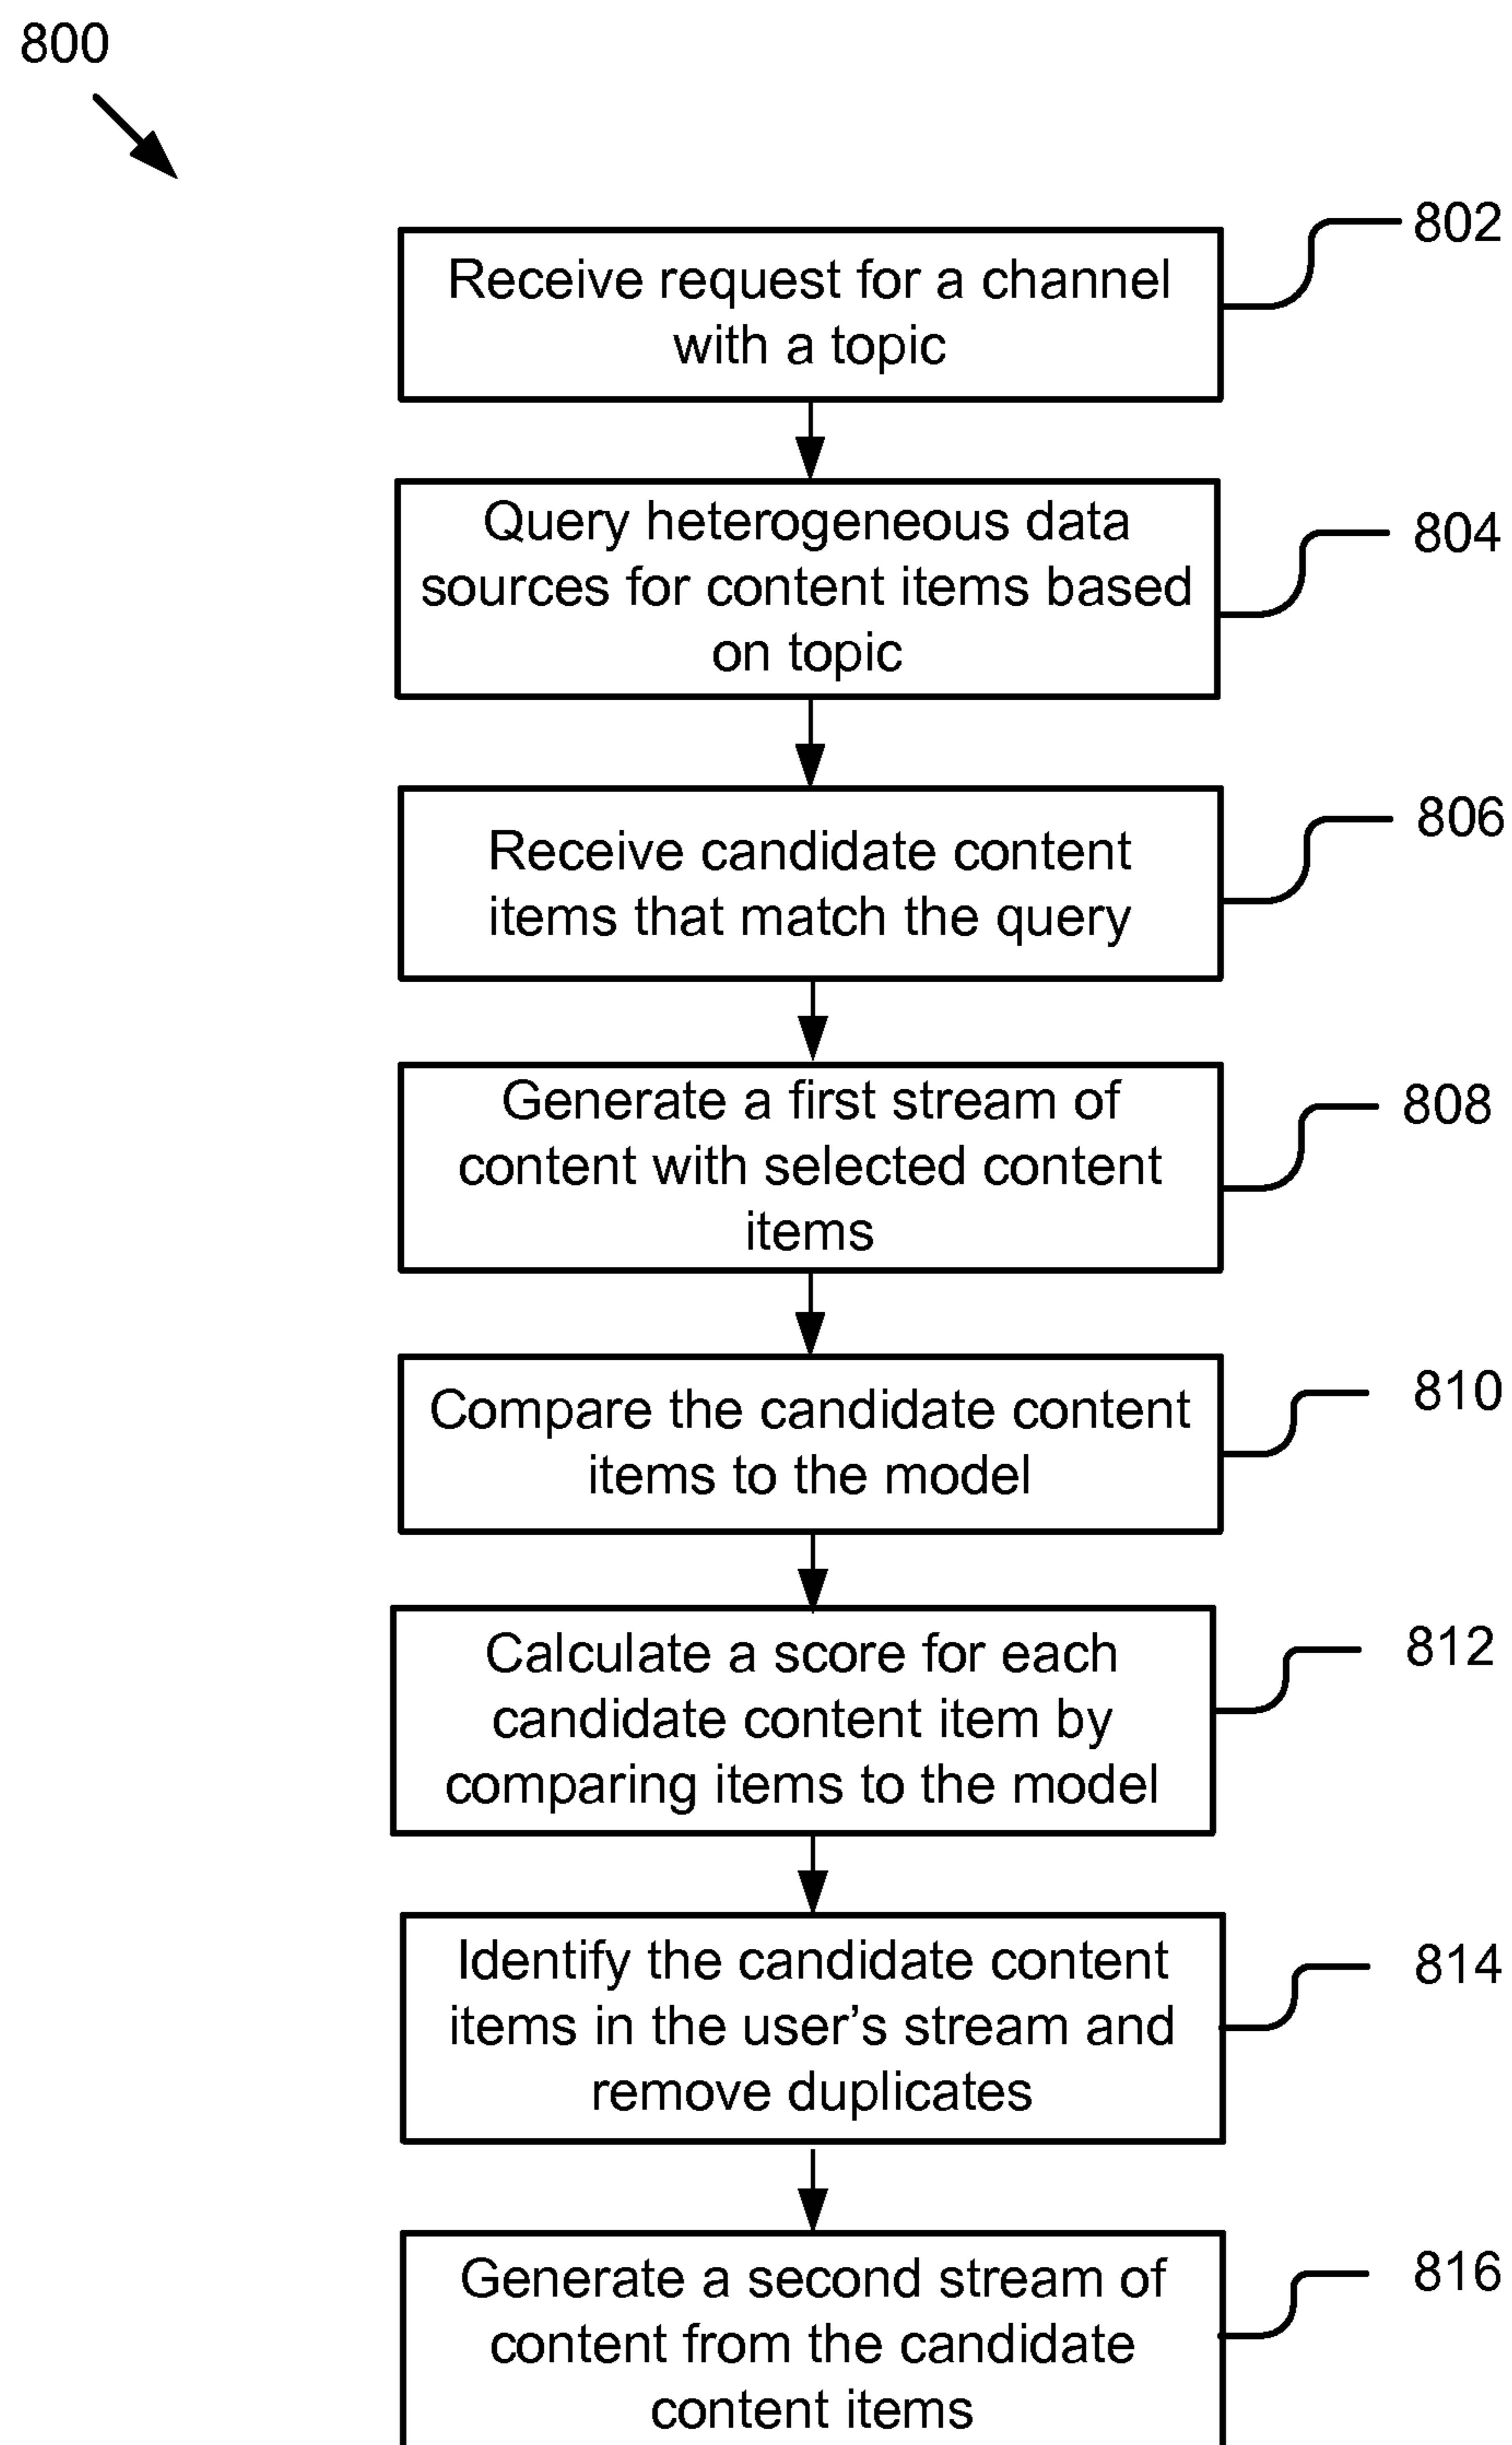 800
802
Receive request for a channel
with a topic
804
Query heterogeneous data
sources for content items based
on topic
806
Receive candidate content
items that match the query
808
Generate a first stream of
content with selected content
items
810
Compare the candidate content
items to the model
812
Calculate a score for each
candidate content item by
comparing items to the model
814
Identify the candidate content
items in the user's stream and
remove duplicates
816
Generate a second stream of
content from the candidate
content items